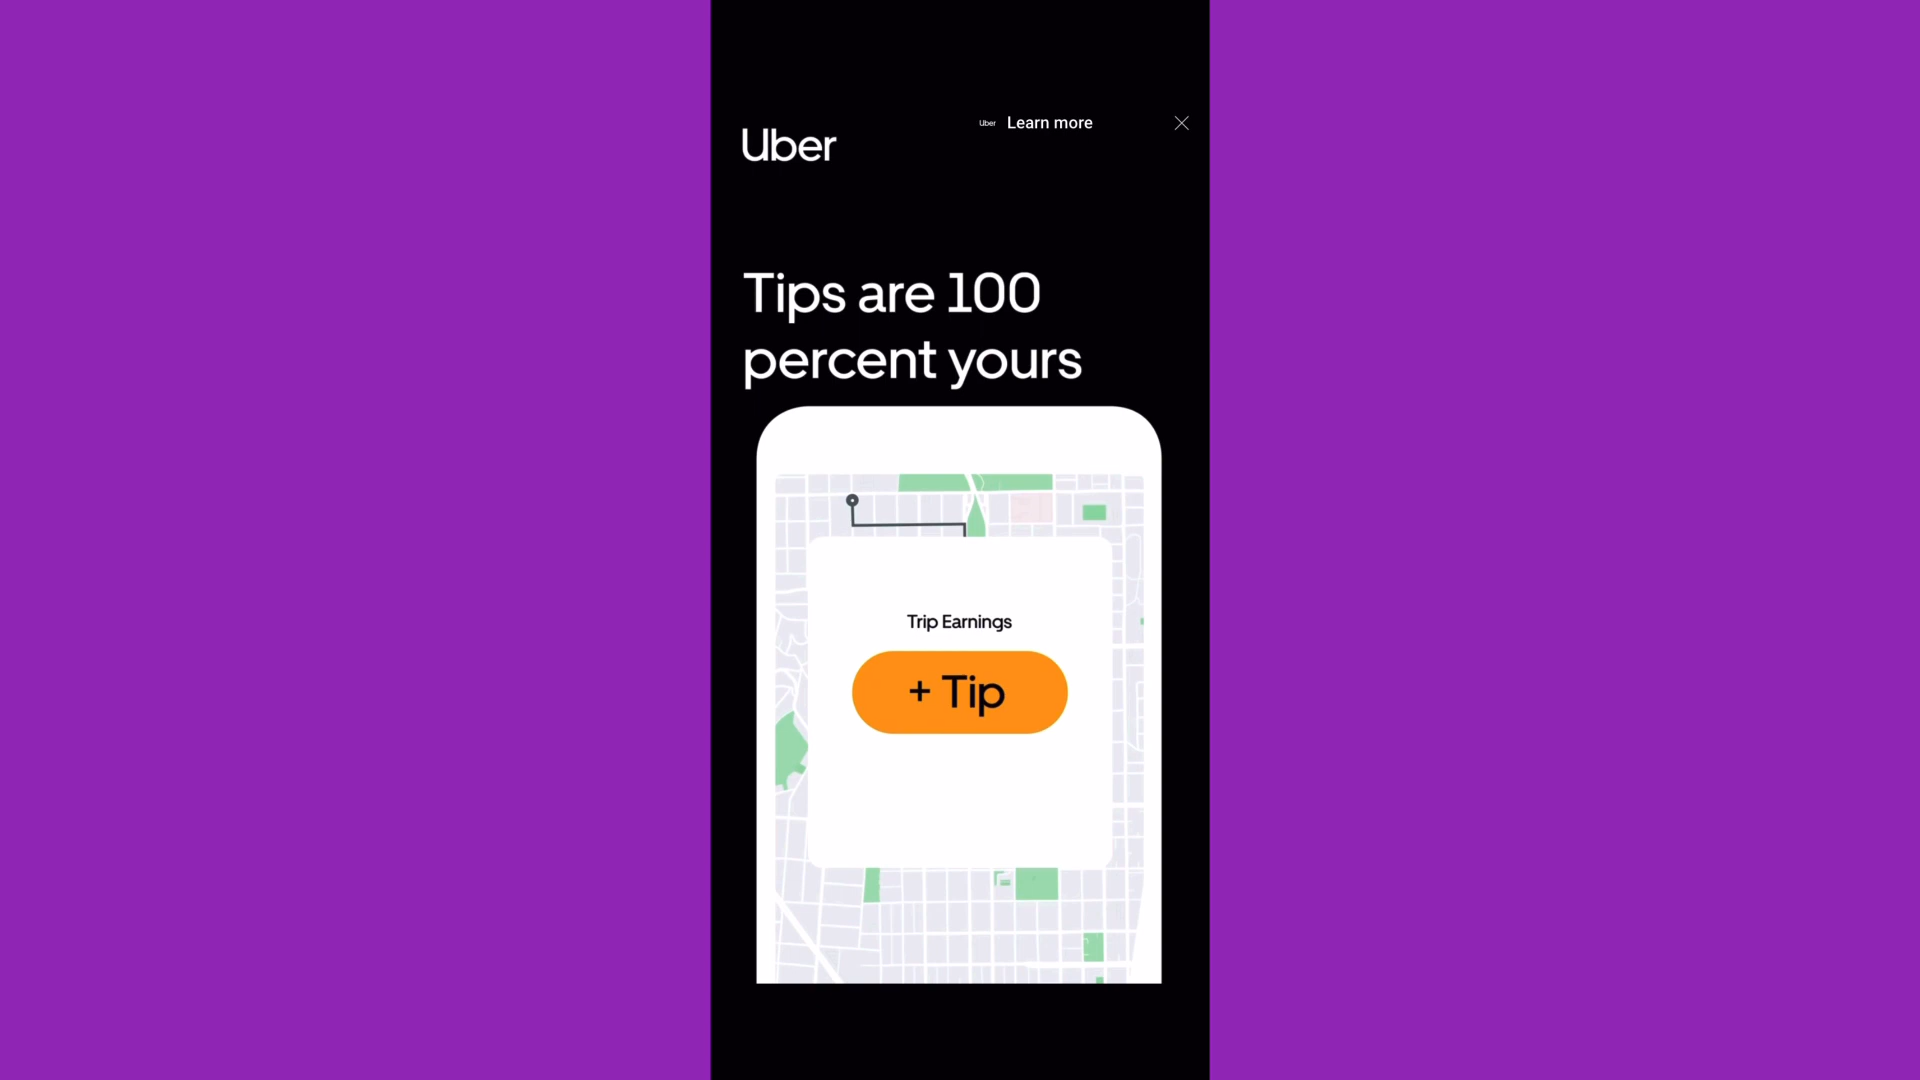 Uber Learn more
Uber
Tips are 100
percent yours
Trip Earnings
+ Tip